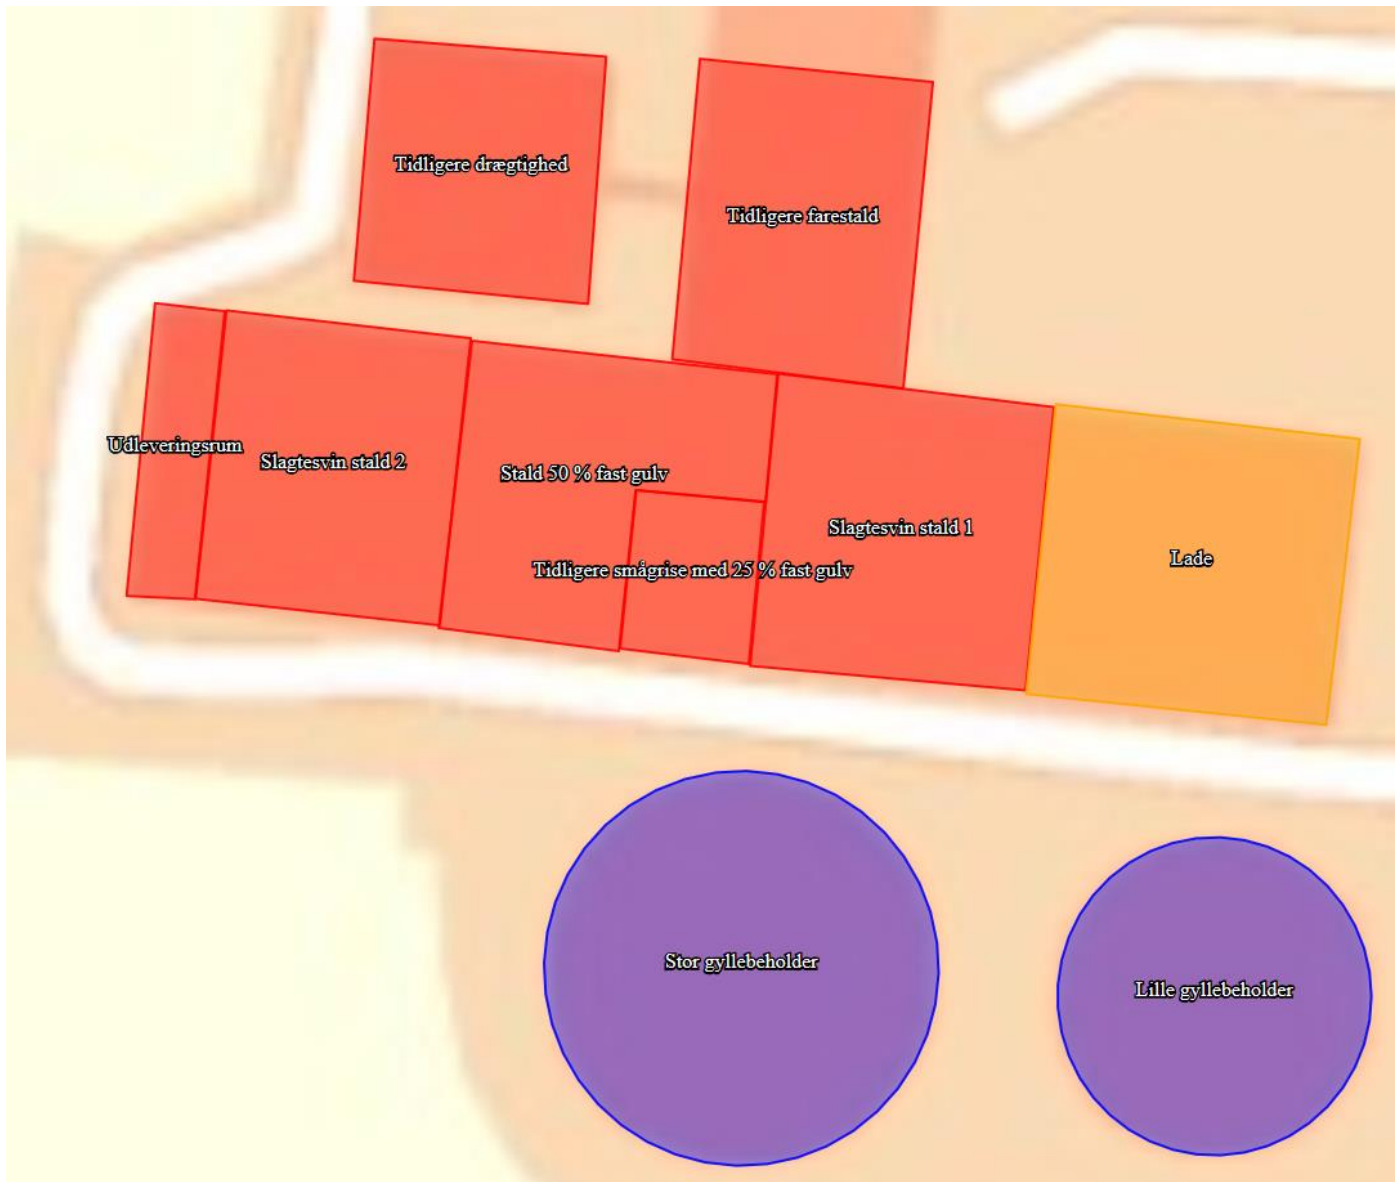 Tidligere drægtighed
Tidligere farestald
Udleveringsrum
Slagtesvin stald 2
Stald 50 % fast gulv
Slagtesvin stald 1
Tidligere smågrise med 25 % fast gulv
Lade
Stor gyllebeholder
Lille gyllebeholder